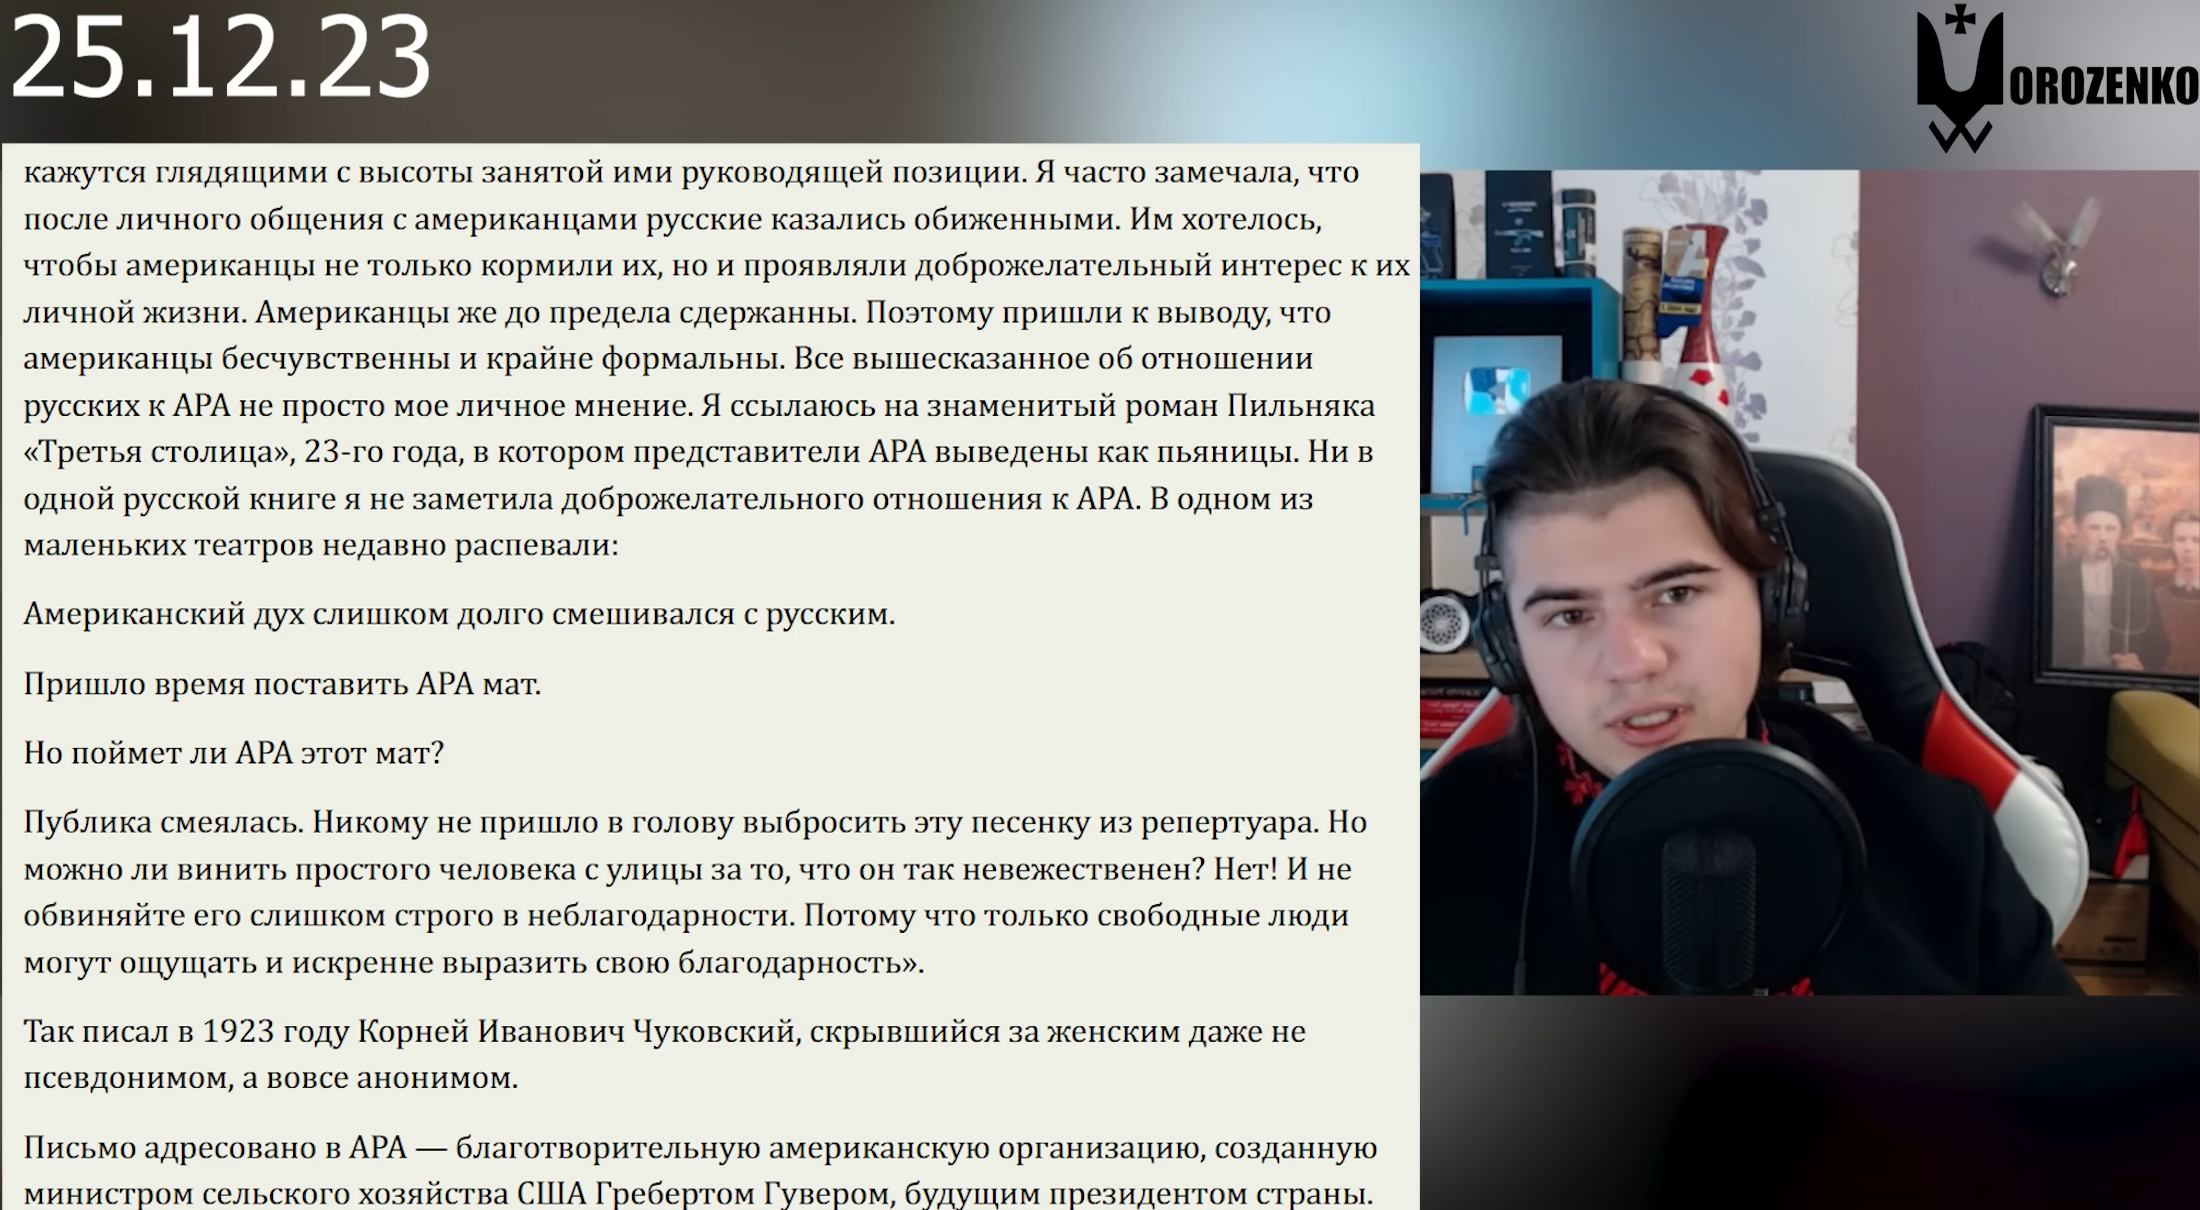 25.12.23
OROZENKO
кажутся глядящими с высоты занятой ими руководящей позиции. Я часто замечала, что
после личного общения с американцами русские казались обиженными. Им хотелось,
чтобы американцы не только кормили их, но и проявляли доброжелательный интерес к их
личной жизни. Американцы же до предела сдержанны. Поэтому пришли к выводу, что
американцы бесчувственны и крайне формальны. Все вышесказанное об отношении
русских к АРА не просто мое личное мнение. Я ссылаюсь на знаменитый роман Пильняка
«Третья столица», 23-го года, в котором представители АРА выведены как пьяницы. Ни в
одной русской книге я не заметила доброжелательного отношения к АРА. В одном из
маленьких театров недавно распевали:
Американский дух слишком долго смешивался с русским.
Пришло время поставить АРА мат.
Но поймет ли АРА этот мат?
Публика смеялась. Никому не пришло в голову выбросить эту песенку из репертуара. Но
можно ли винить простого человека с улицы за то, что он так невежественен? Нет! И не
обвиняйте его слишком строго в неблагодарности. Потому что только свободные люди
могут ощущать и искренне выразить свою благодарность».
Так писал в 1923 году Корней Иванович Чуковский, скрывшийся за женским даже не
псевдонимом, а вовсе анонимом.
Письмо адресовано в АРА — благотворительную американскую организацию, созданную
министром сельского хозяйства США Гребертом Гувером, будущим президентом страны.